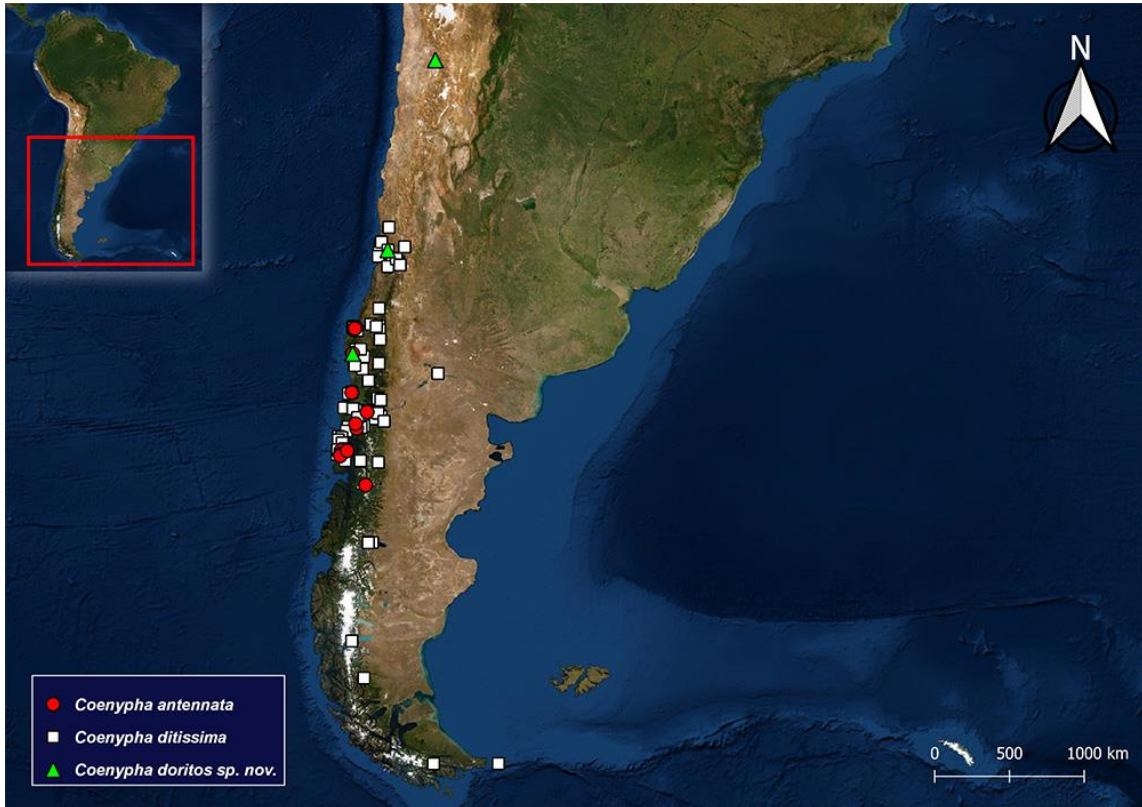 N
Coenypha antennata
Coenypha ditissima
Coenypha doritos sp. nov.
0 500 1000 km